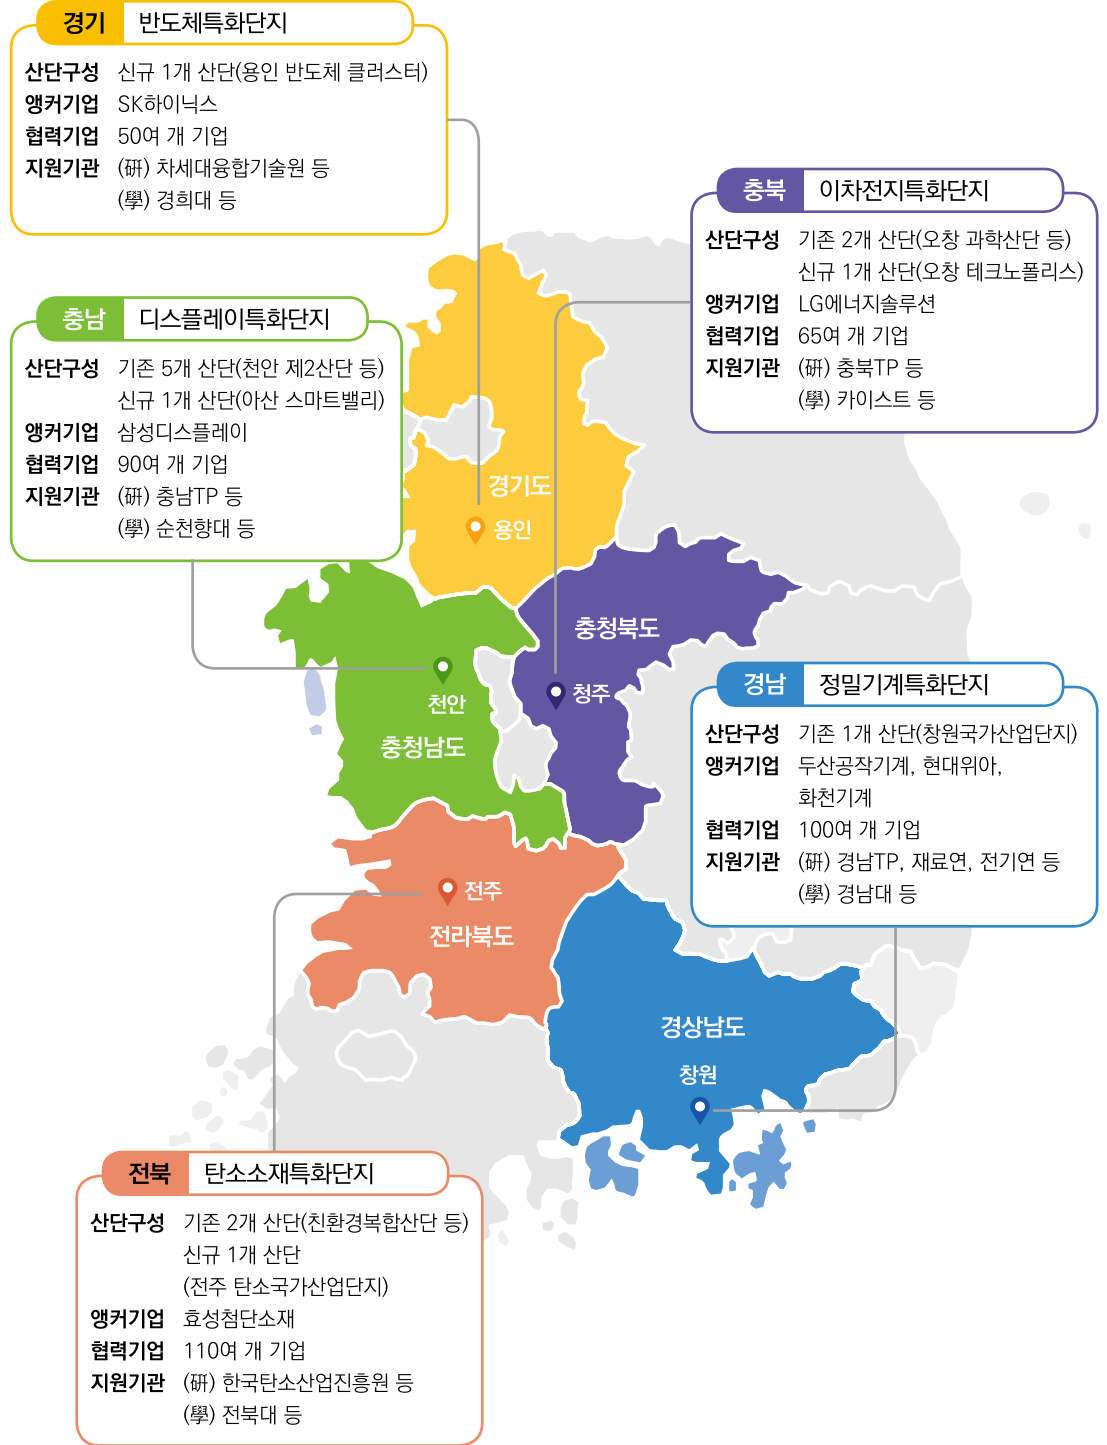 경기 반도체특화단지
산단구성 신규 1개 산단(용인 반도체 클러스터)
앵커기업 SK하이닉스
협력기업 50여 개 기업
지원기관 (硏) 차세대융합기술원 등
(學) 경희대 등
충북 이차전지특화단지
산단구성 기존 2개 산단(오창 과학산단 등)
신규 1개 산단(오창 테크노폴리스)
앵커기업 LG에너지솔루션
협력기업 65여 개 기업
지원기관 (硏) 충북TP 등
(學) 카이스트 등
충남 디스플레이특화단지
산단구성 기존 5개 산단(천안 제2산단 등)
신규 1개 산단(아산 스마트밸리)
앵커기업 삼성디스플레이
협력기업 90여 개 기업
지원기관 (硏) 충남TP 등
(學) 순천향대 등
경기도
용인
충청북도
청주
천안
충청남도
경남 정밀기계특화단지
산단구성 기존 1개 산단(창원국가산업단지)
앵커기업 두산공작기계, 현대위아,
화천기계
협력기업 100여 개 기업
지원기관 (硏) 경남TP, 재료연, 전기연 등
(學) 경남대 등
전주
전라북도
경상남도
창원
전북 탄소소재특화단지
산단구성 기존 2개 산단(친환경복합산단 등)
신규 1개 산단
(전주 탄소국가산업단지)
앵커기업 효성첨단소재
협력기업 110여 개 기업
지원기관 (硏) 한국탄소산업진흥원 등
(學) 전북대 등